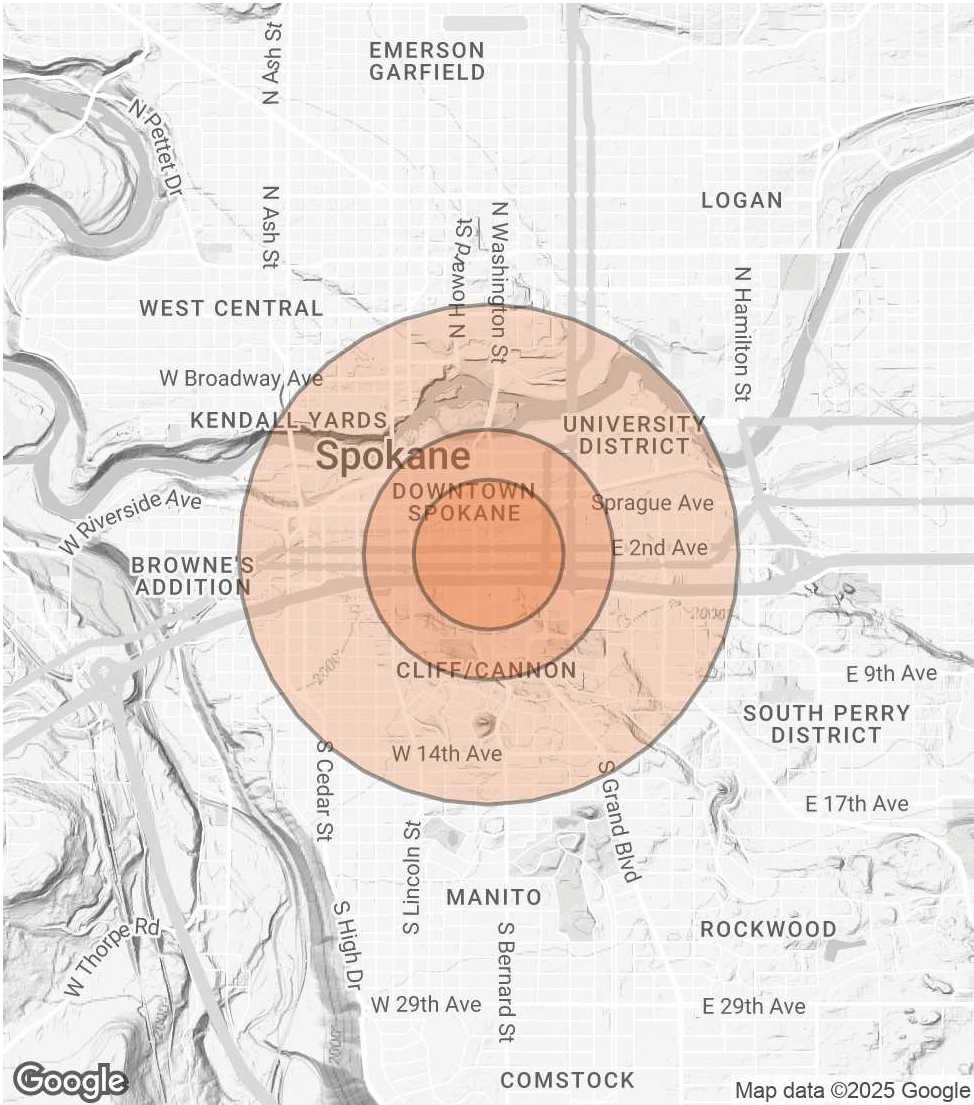 N Ash St
EMERSON
GARFIELD
N Pettet Dr
LOGAN
N Ash St
N Washington St
N Howard St
N Hamilton St
WEST CENTRAL
W Broadway Ave
KENDALL YARDS
UNIVERSITY
DISTRICT
Spokane
DOWNTOWN
SPOKANE
Sprague Ave
W Riverside Ave
E 2nd Ave
BROWNE'S
ADDITION
CLIFF/CANNON
E 9th Ave
SOUTH PERRY
DISTRICT
W 14th Ave
S Cedar St
S Grand Blvd
E 17th Ave
S Lincoln St
MANITO
S High Dr
S Bernard St
ROCKWOOD
W Thorpe Rd
W 29th Ave
E 29th Ave
COMSTOCK
Google
Map data ©2025 Google